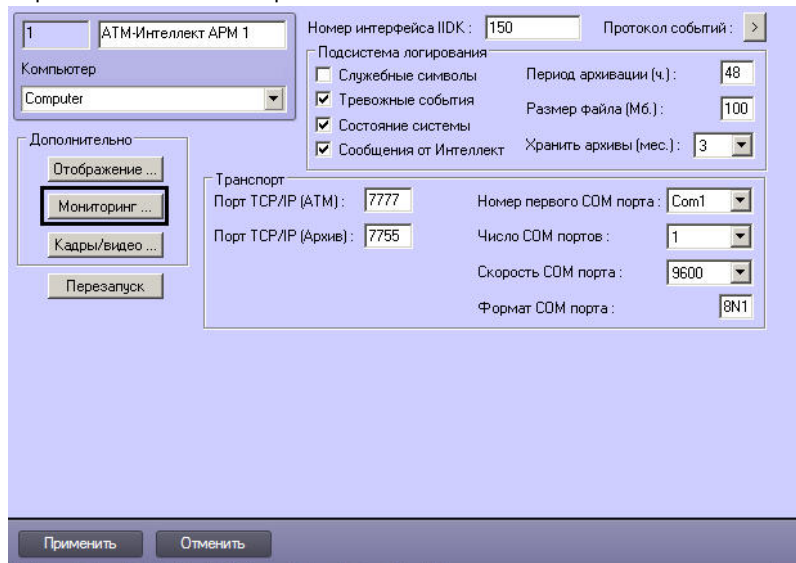 1
АТМ-Интеллект АРМ 1
Компьютер
Computer
Дополнительно
Отображение ...
Мониторинг ...
Кадры/видео ...
Перезапуск
Номер интерфейса IIDK : 150
Протокол событий : >
Подсистема логирования
Служебные символы
Тревожные события
Состояние системы
Сообщения от Интеллект
Период архивации (ч.) : 48
Размер файла (Мб.) : 100
Хранить архивы (мес.) : 3
Транспорт
Порт TCP/IP (ATM) : 7777
Порт TCP/IP (Архив) : 7755
Номер первого COM порта : Com1
Число COM портов : 1
Скорость COM порта : 9600
Формат COM порта : 8N1
Применить
Отменить